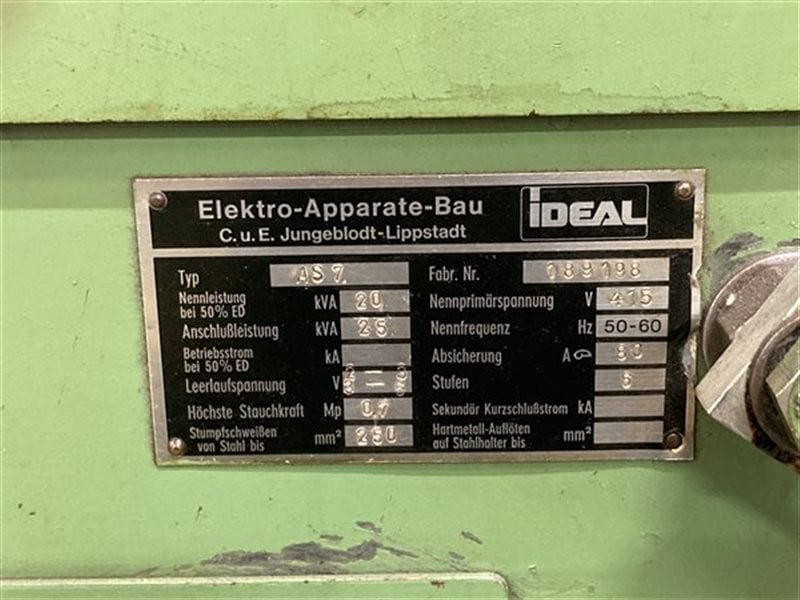 Elektro-Apparate-Bau
C. u. E. Jungeblodt-Lippstadt
iDEAL
Typ AS 7
Nennleistung
bei 50% ED kVA 20
Anschlußleistung kVA 25
Betriebsstrom
bei 50% ED kA
Leerlaufspannung V
Höchste Stauchkraft Mp 0,7
Stumpfschweißen
von Stahl bis mm² 250
Fabr. Nr. 189198
Nennprimärspannung V 415
Nennfrequenz Hz 50-60
Absicherung A 80
Stufen 6
Sekundär Kurzschlußstrom kA
Hartmetall-Auflöten
auf Stahlhalter bis mm²